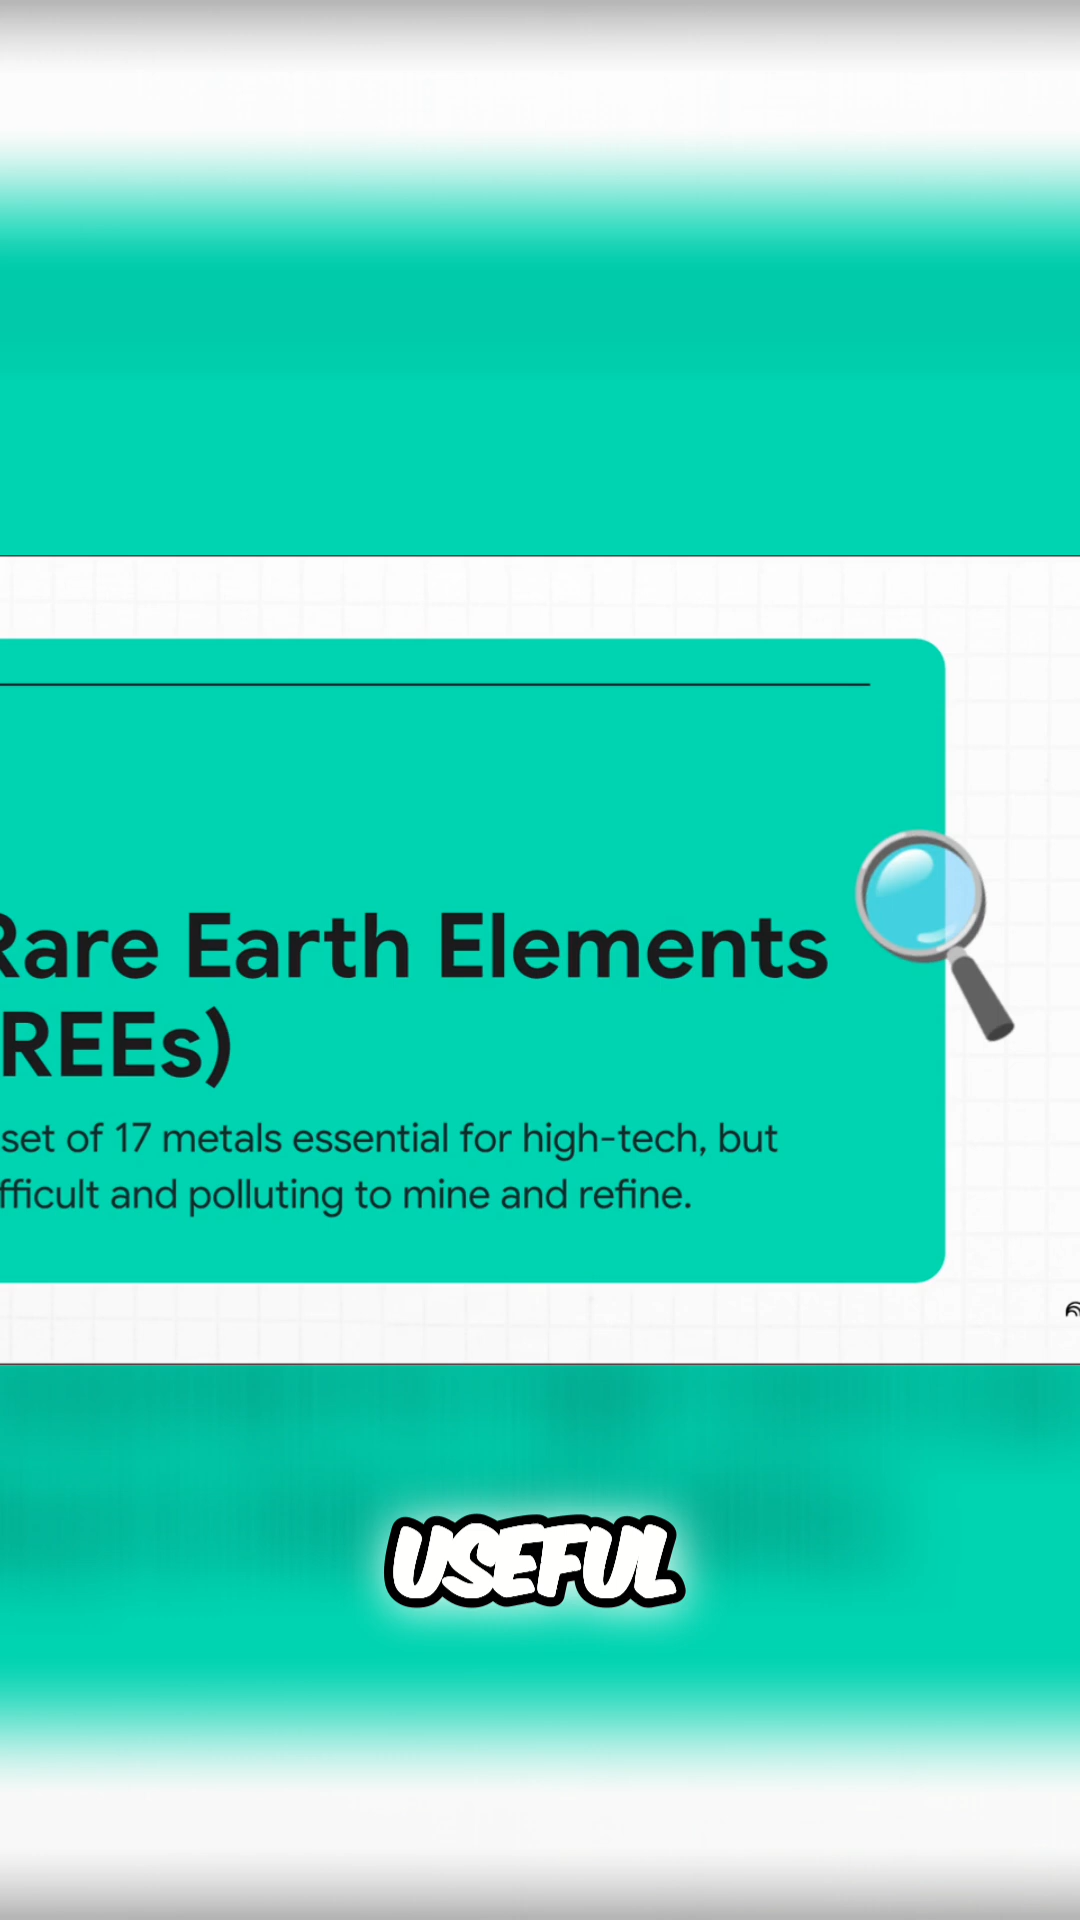 Rare Earth Elements
REEs)
set of 17 metals essential for high-tech, but
fficult and polluting to mine and refine.
USEFUL